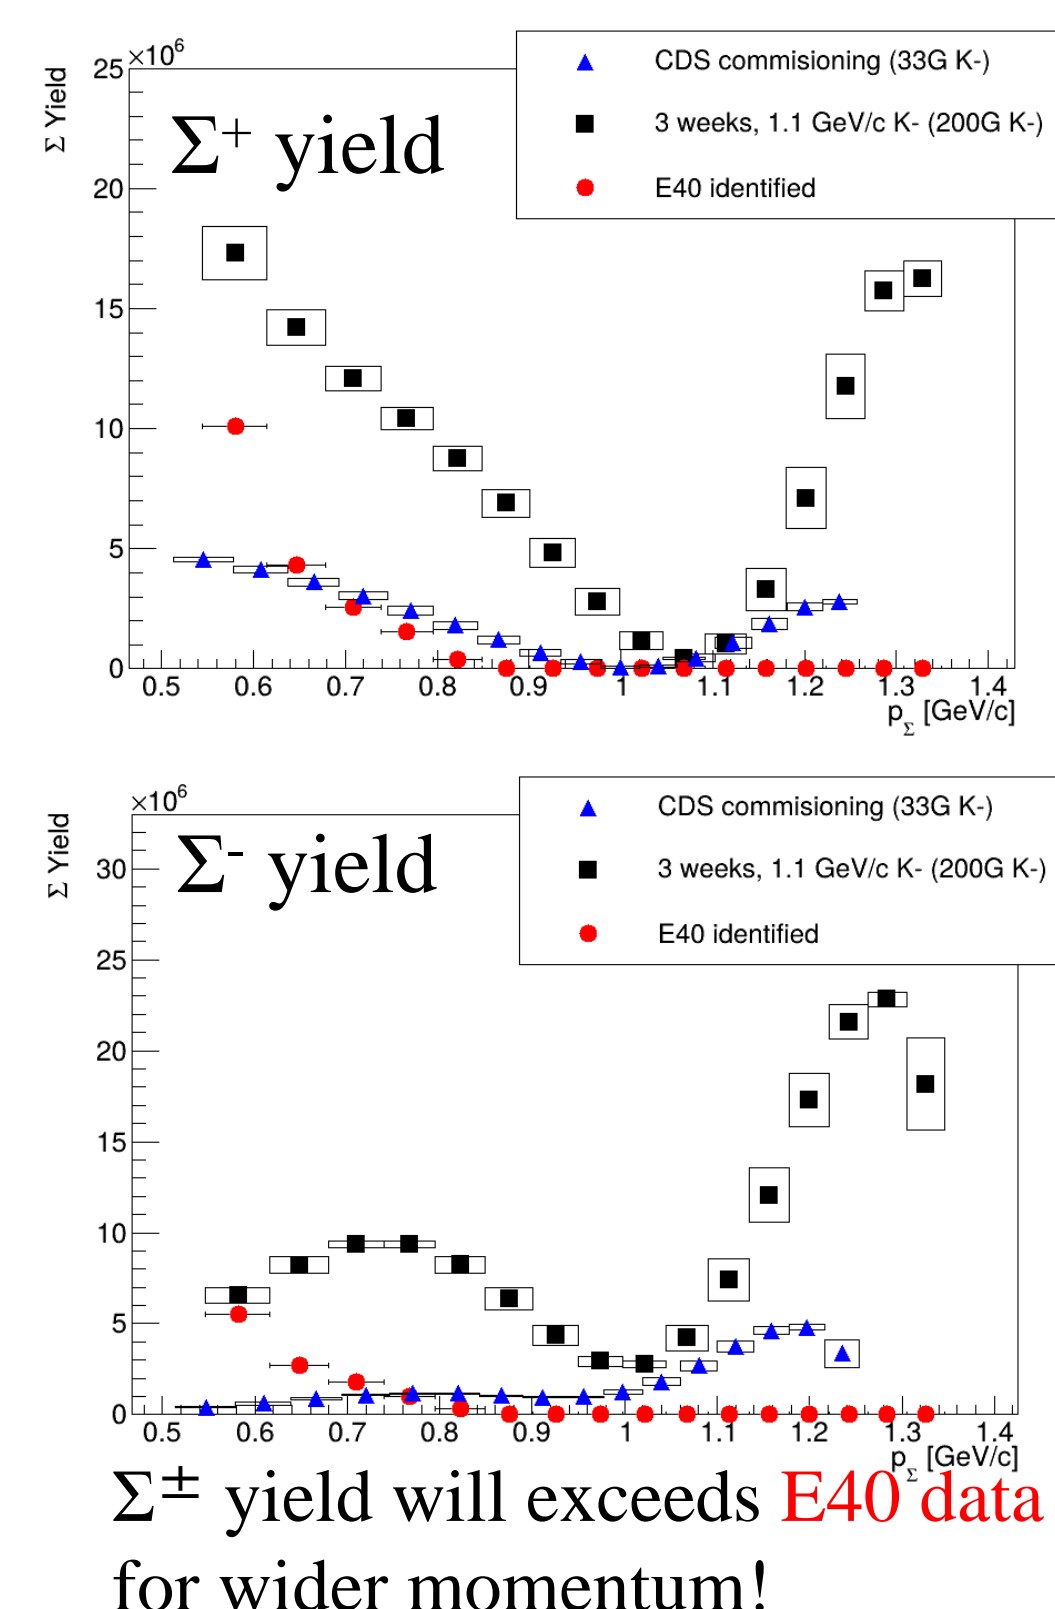 ×10⁶
Σ Yield
Σ⁺ yield
CDS commisioning (33G K-)
3 weeks, 1.1 GeV/c K- (200G K-)
E40 identified
25
20
15
10
5
0
0.5 0.6 0.7 0.8 0.9 1 1.1 1.2 1.3 1.4
p_Σ [GeV/c]
×10⁶
Σ Yield
Σ⁻ yield
CDS commisioning (33G K-)
3 weeks, 1.1 GeV/c K- (200G K-)
E40 identified
30
25
20
15
10
5
0
0.5 0.6 0.7 0.8 0.9 1 1.1 1.2 1.3 1.4
p_Σ [GeV/c]
Σ± yield will exceeds E40 data
for wider momentum!